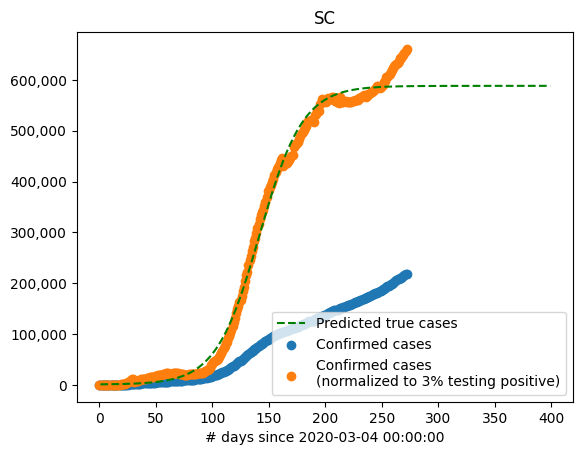 SC
600,000
500,000
400,000
300,000
200,000
100,000
0
Predicted true cases
Confirmed cases
Confirmed cases
(normalized to 3% testing positive)
0 50 100 150 200 250 300 350 400
# days since 2020-03-04 00:00:00